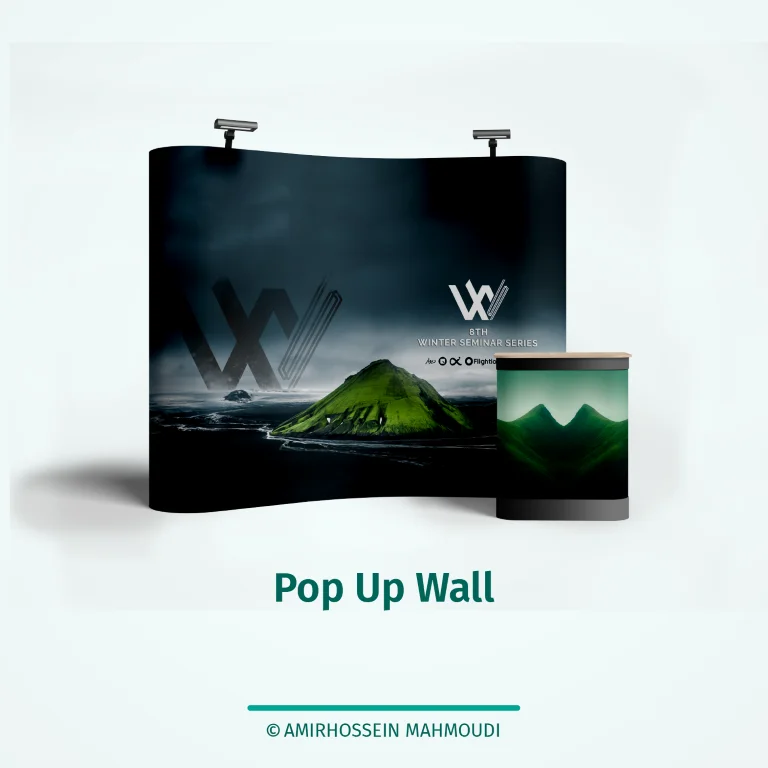 8TH
WINTER SEMINAR SERIES
Pop Up Wall
© AMIRHOSSEIN MAHMOUDI